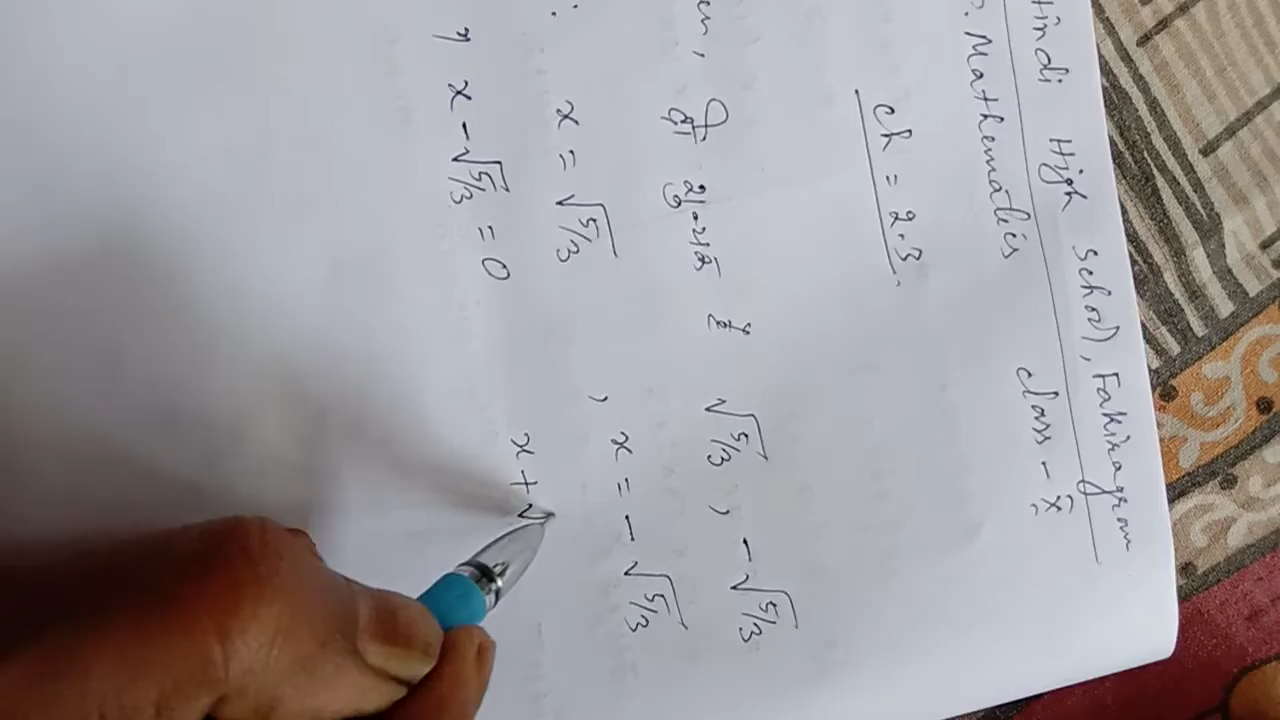 Hindi High School, Fakiragram
Mathematics Class - X
Ch = 2.3.
दो शून्यक हैं √5/3 , -√5/3
x = √5/3 , x = -√5/3
x - √5/3 = 0 x + √